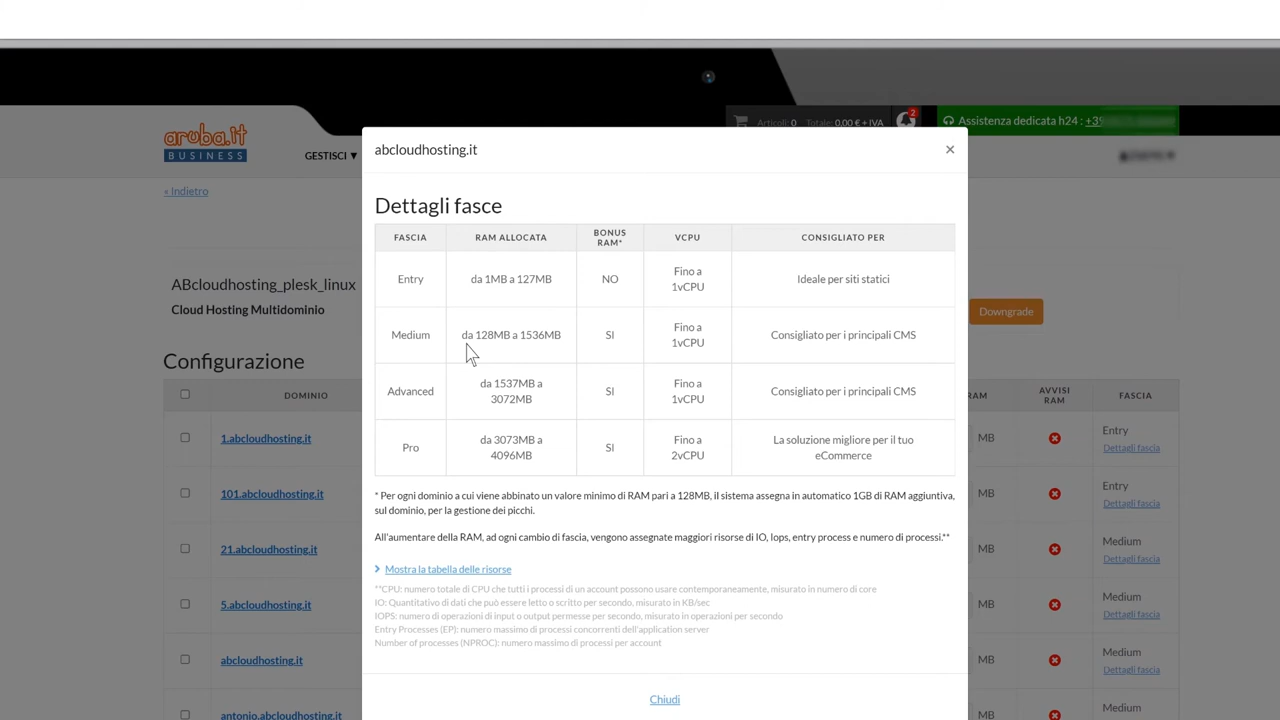 aruba.it
BUSINESS
GESTISCI ▼
Articoli: 0 Totale: 0,00 € + IVA
2
Assistenza dedicata h24 : +39
« Indietro
ABcloudhosting_plesk_linux
Cloud Hosting Multidominio
Downgrade
Configurazione
DOMINIO
RAM
AVVISI RAM
FASCIA
1.abcloudhosting.it
MB
Entry
Dettagli fascia
101.abcloudhosting.it
MB
Entry
Dettagli fascia
21.abcloudhosting.it
MB
Medium
Dettagli fascia
5.abcloudhosting.it
MB
Medium
Dettagli fascia
abcloudhosting.it
MB
Medium
Dettagli fascia
antonio.abcloudhosting.it
MB
Medium
abcloudhosting.it
×
Dettagli fasce
FASCIA
RAM ALLOCATA
BONUS
RAM*
VCPU
CONSIGLIATO PER
Entry
da 1MB a 127MB
NO
Fino a
1vCPU
Ideale per siti statici
Medium
da 128MB a 1536MB
SI
Fino a
1vCPU
Consigliato per i principali CMS
Advanced
da 1537MB a
3072MB
SI
Fino a
1vCPU
Consigliato per i principali CMS
Pro
da 3073MB a
4096MB
SI
Fino a
2vCPU
La soluzione migliore per il tuo
eCommerce
* Per ogni dominio a cui viene abbinato un valore minimo di RAM pari a 128MB, il sistema assegna in automatico 1GB di RAM aggiuntiva,
sul dominio, per la gestione dei picchi.
All'aumentare della RAM, ad ogni cambio di fascia, vengono assegnate maggiori risorse di IO, Iops, entry process e numero di processi.**
Mostra la tabella delle risorse
**CPU: numero totale di CPU che tutti i processi di un account possono usare contemporaneamente, misurato in numero di core
IO: Quantitativo di dati che può essere letto o scritto per secondo, misurato in KB/sec
IOPS: numero di operazioni di input o output permesse per secondo, misurato in operazioni per secondo
Entry Processes (EP): numero massimo di processi concorrenti dell'application server
Number of processes (NPROC): numero massimo di processi per account
Chiudi